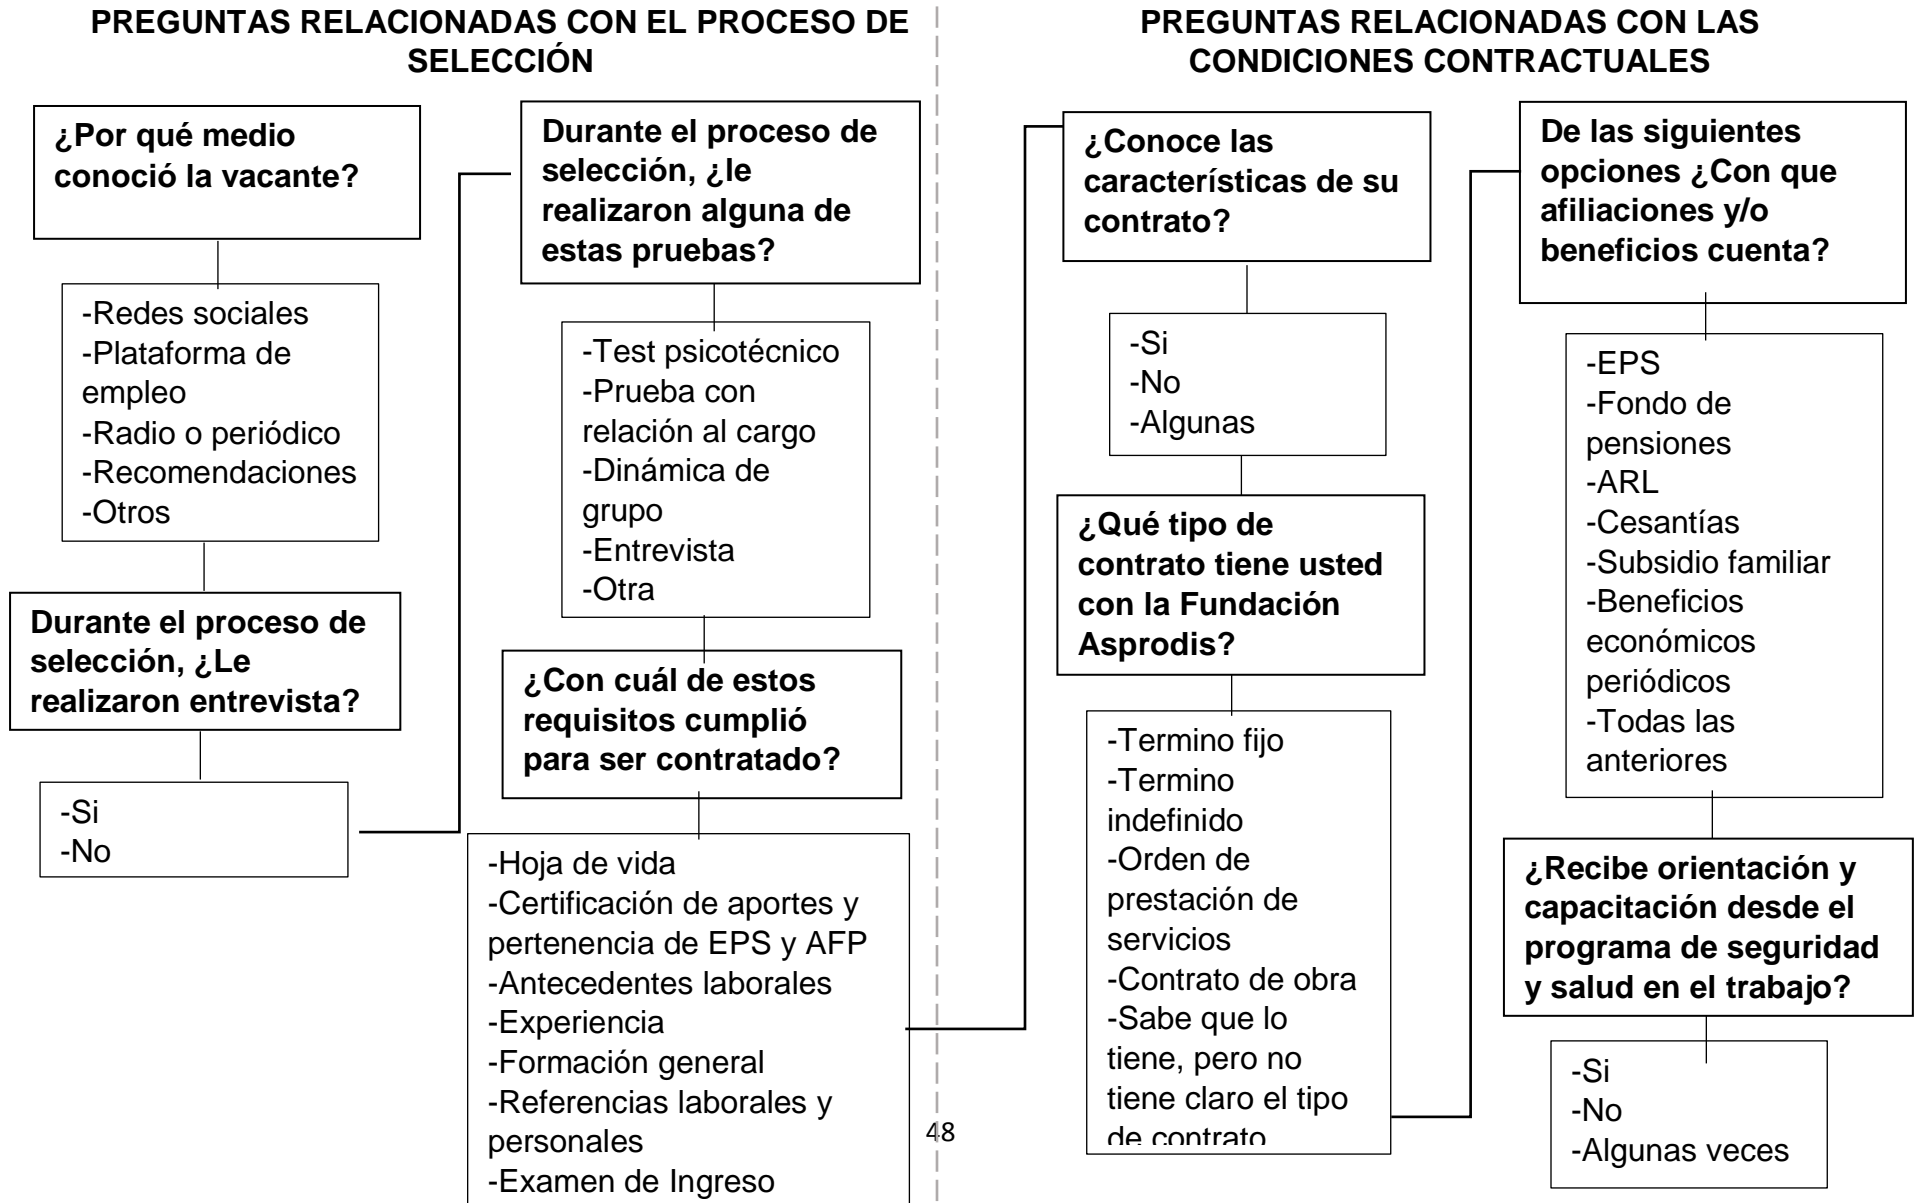 PREGUNTAS RELACIONADAS CON EL PROCESO DE
SELECCIÓN
¿Por qué medio
conoció la vacante?
-Redes sociales
-Plataforma de
empleo
-Radio o periódico
-Recomendaciones
-Otros
Durante el proceso de
selección, ¿Le
realizaron entrevista?
-Si
-No
Durante el proceso de
selección, ¿le
realizaron alguna de
estas pruebas?
-Test psicotécnico
-Prueba con
relación al cargo
-Dinámica de
grupo
-Entrevista
-Otra
¿Con cuál de estos
requisitos cumplió
para ser contratado?
-Hoja de vida
-Certificación de aportes y
pertenencia de EPS y AFP
-Antecedentes laborales
-Experiencia
-Formación general
-Referencias laborales y
personales
-Examen de Ingreso
PREGUNTAS RELACIONADAS CON LAS
CONDICIONES CONTRACTUALES
¿Conoce las
características de su
contrato?
-Si
-No
-Algunas
¿Qué tipo de
contrato tiene usted
con la Fundación
Asprodis?
-Termino fijo
-Termino
indefinido
-Orden de
prestación de
servicios
-Contrato de obra
-Sabe que lo
tiene, pero no
tiene claro el tipo
de contrato
De las siguientes
opciones ¿Con que
afiliaciones y/o
beneficios cuenta?
-EPS
-Fondo de
pensiones
-ARL
-Cesantías
-Subsidio familiar
-Beneficios
económicos
periódicos
-Todas las
anteriores
¿Recibe orientación y
capacitación desde el
programa de seguridad
y salud en el trabajo?
-Si
-No
-Algunas veces
48